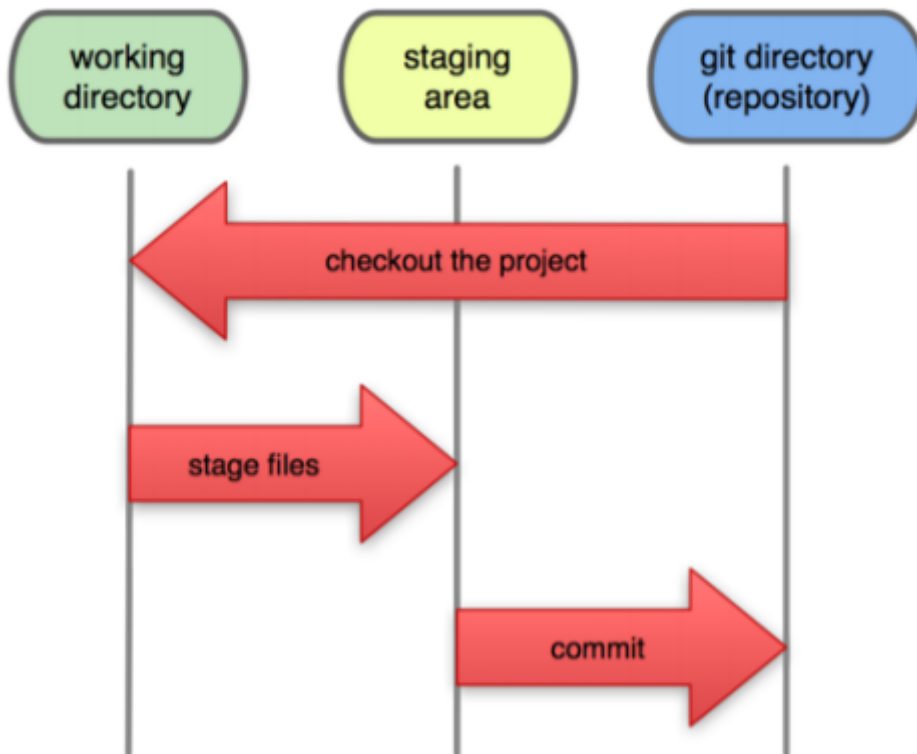 working
directory
staging
area
git directory
(repository)
checkout the project
stage files
commit